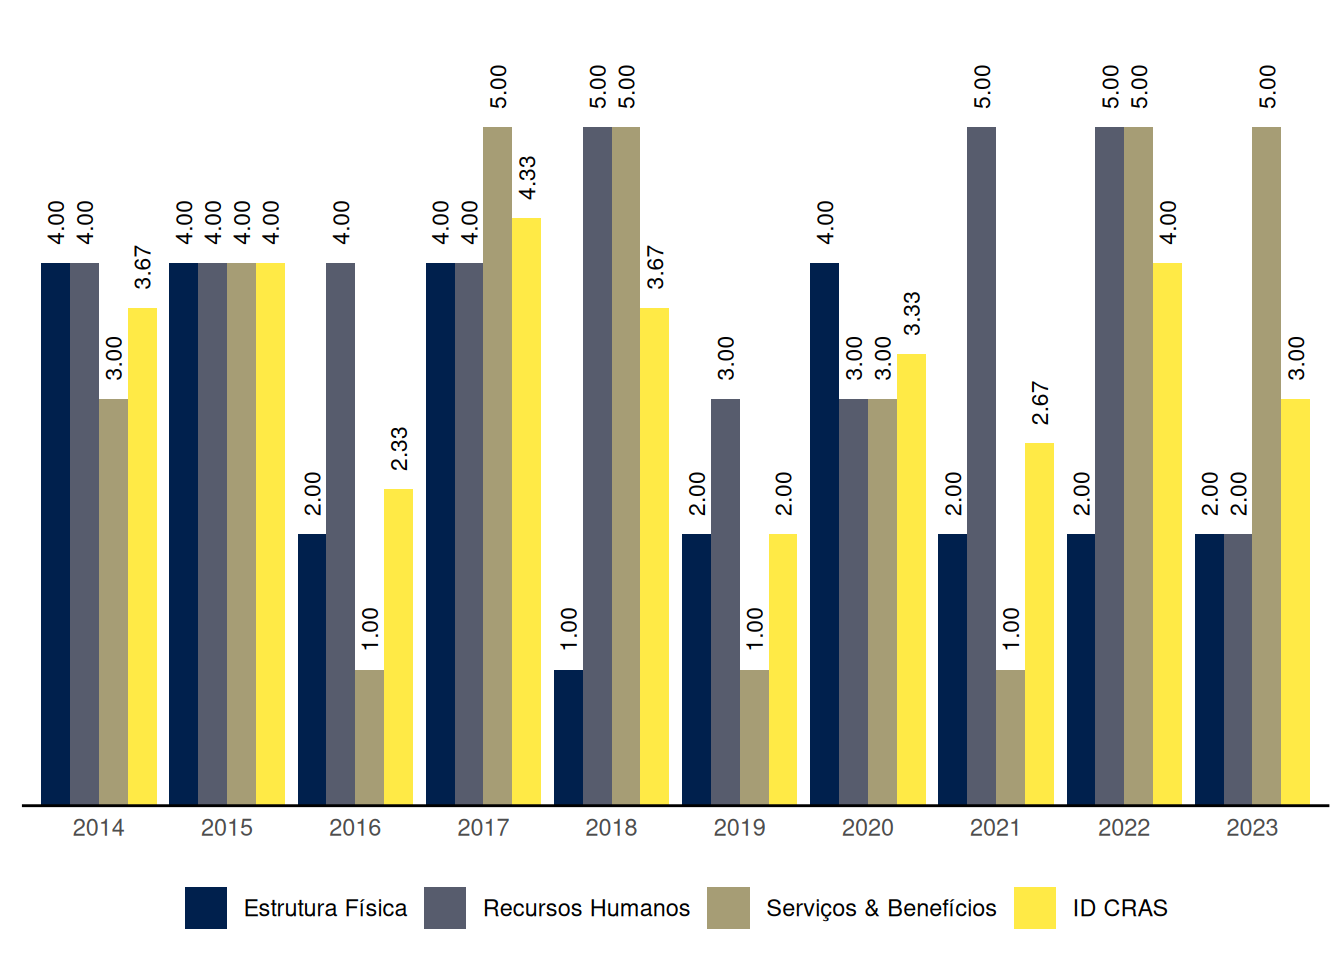 4.00 4.00 3.00 3.67 4.00 4.00 4.00 4.00 2.00 4.00 1.00 2.33 4.00 4.00 5.00 4.33 1.00 5.00 5.00 3.67 2.00 3.00 1.00 2.00 4.00 3.00 3.00 3.33 2.00 5.00 1.00 2.67 2.00 5.00 5.00 4.00 2.00 2.00 5.00 3.00
2014 2015 2016 2017 2018 2019 2020 2021 2022 2023
Estrutura Física Recursos Humanos Serviços & Benefícios ID CRAS